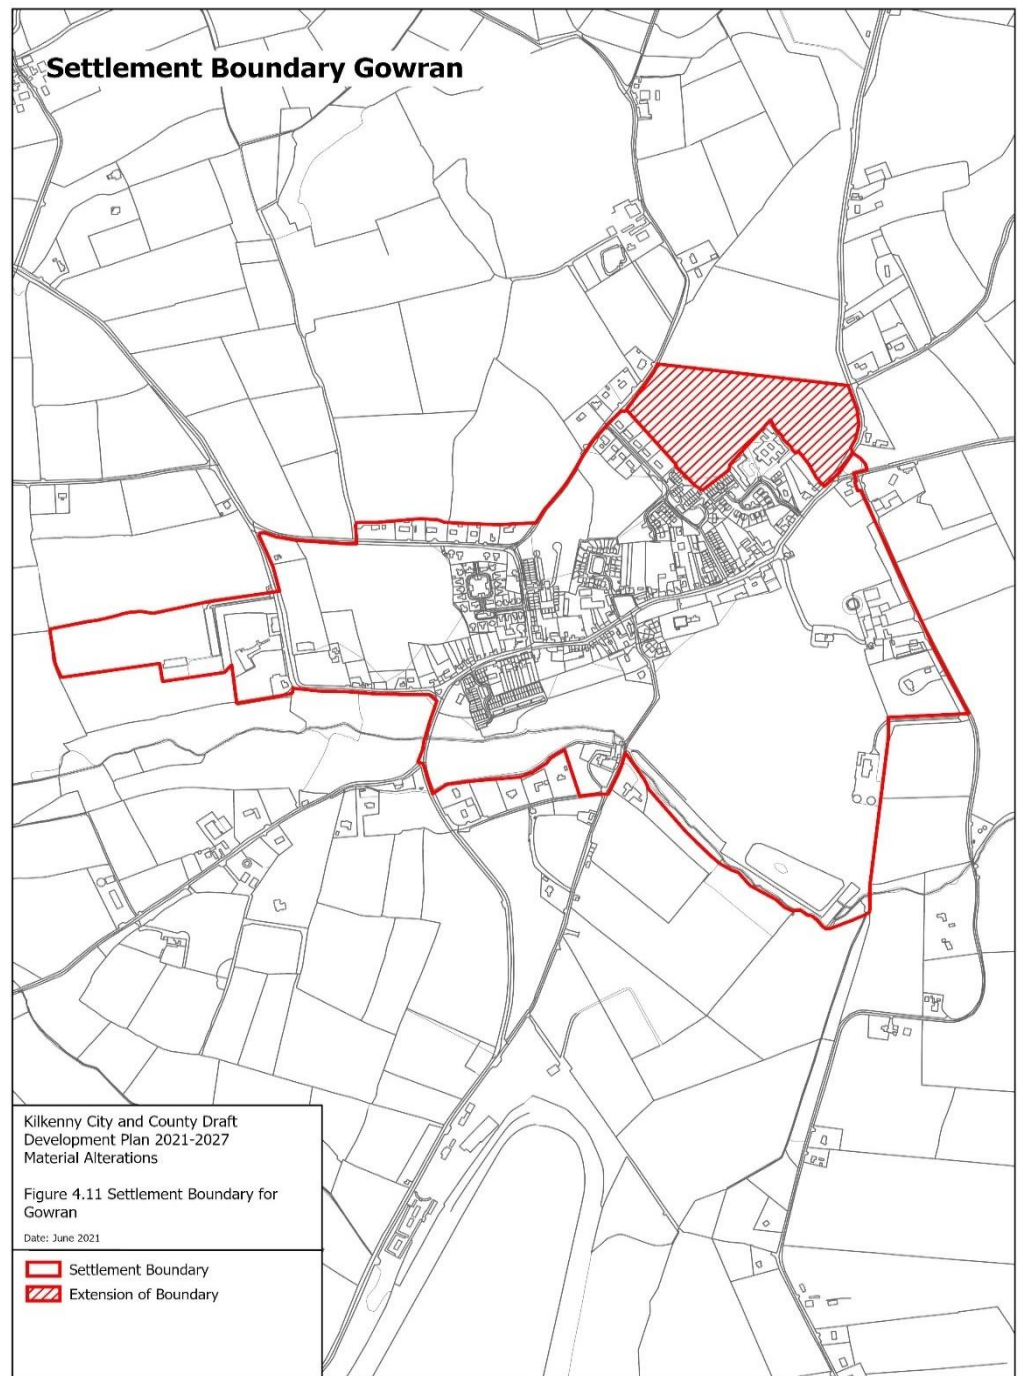 Settlement Boundary Gowran
Kilkenny City and County Draft
Development Plan 2021-2027
Material Alterations
Figure 4.11 Settlement Boundary for
Gowran
Date: June 2021
Settlement Boundary
Extension of Boundary